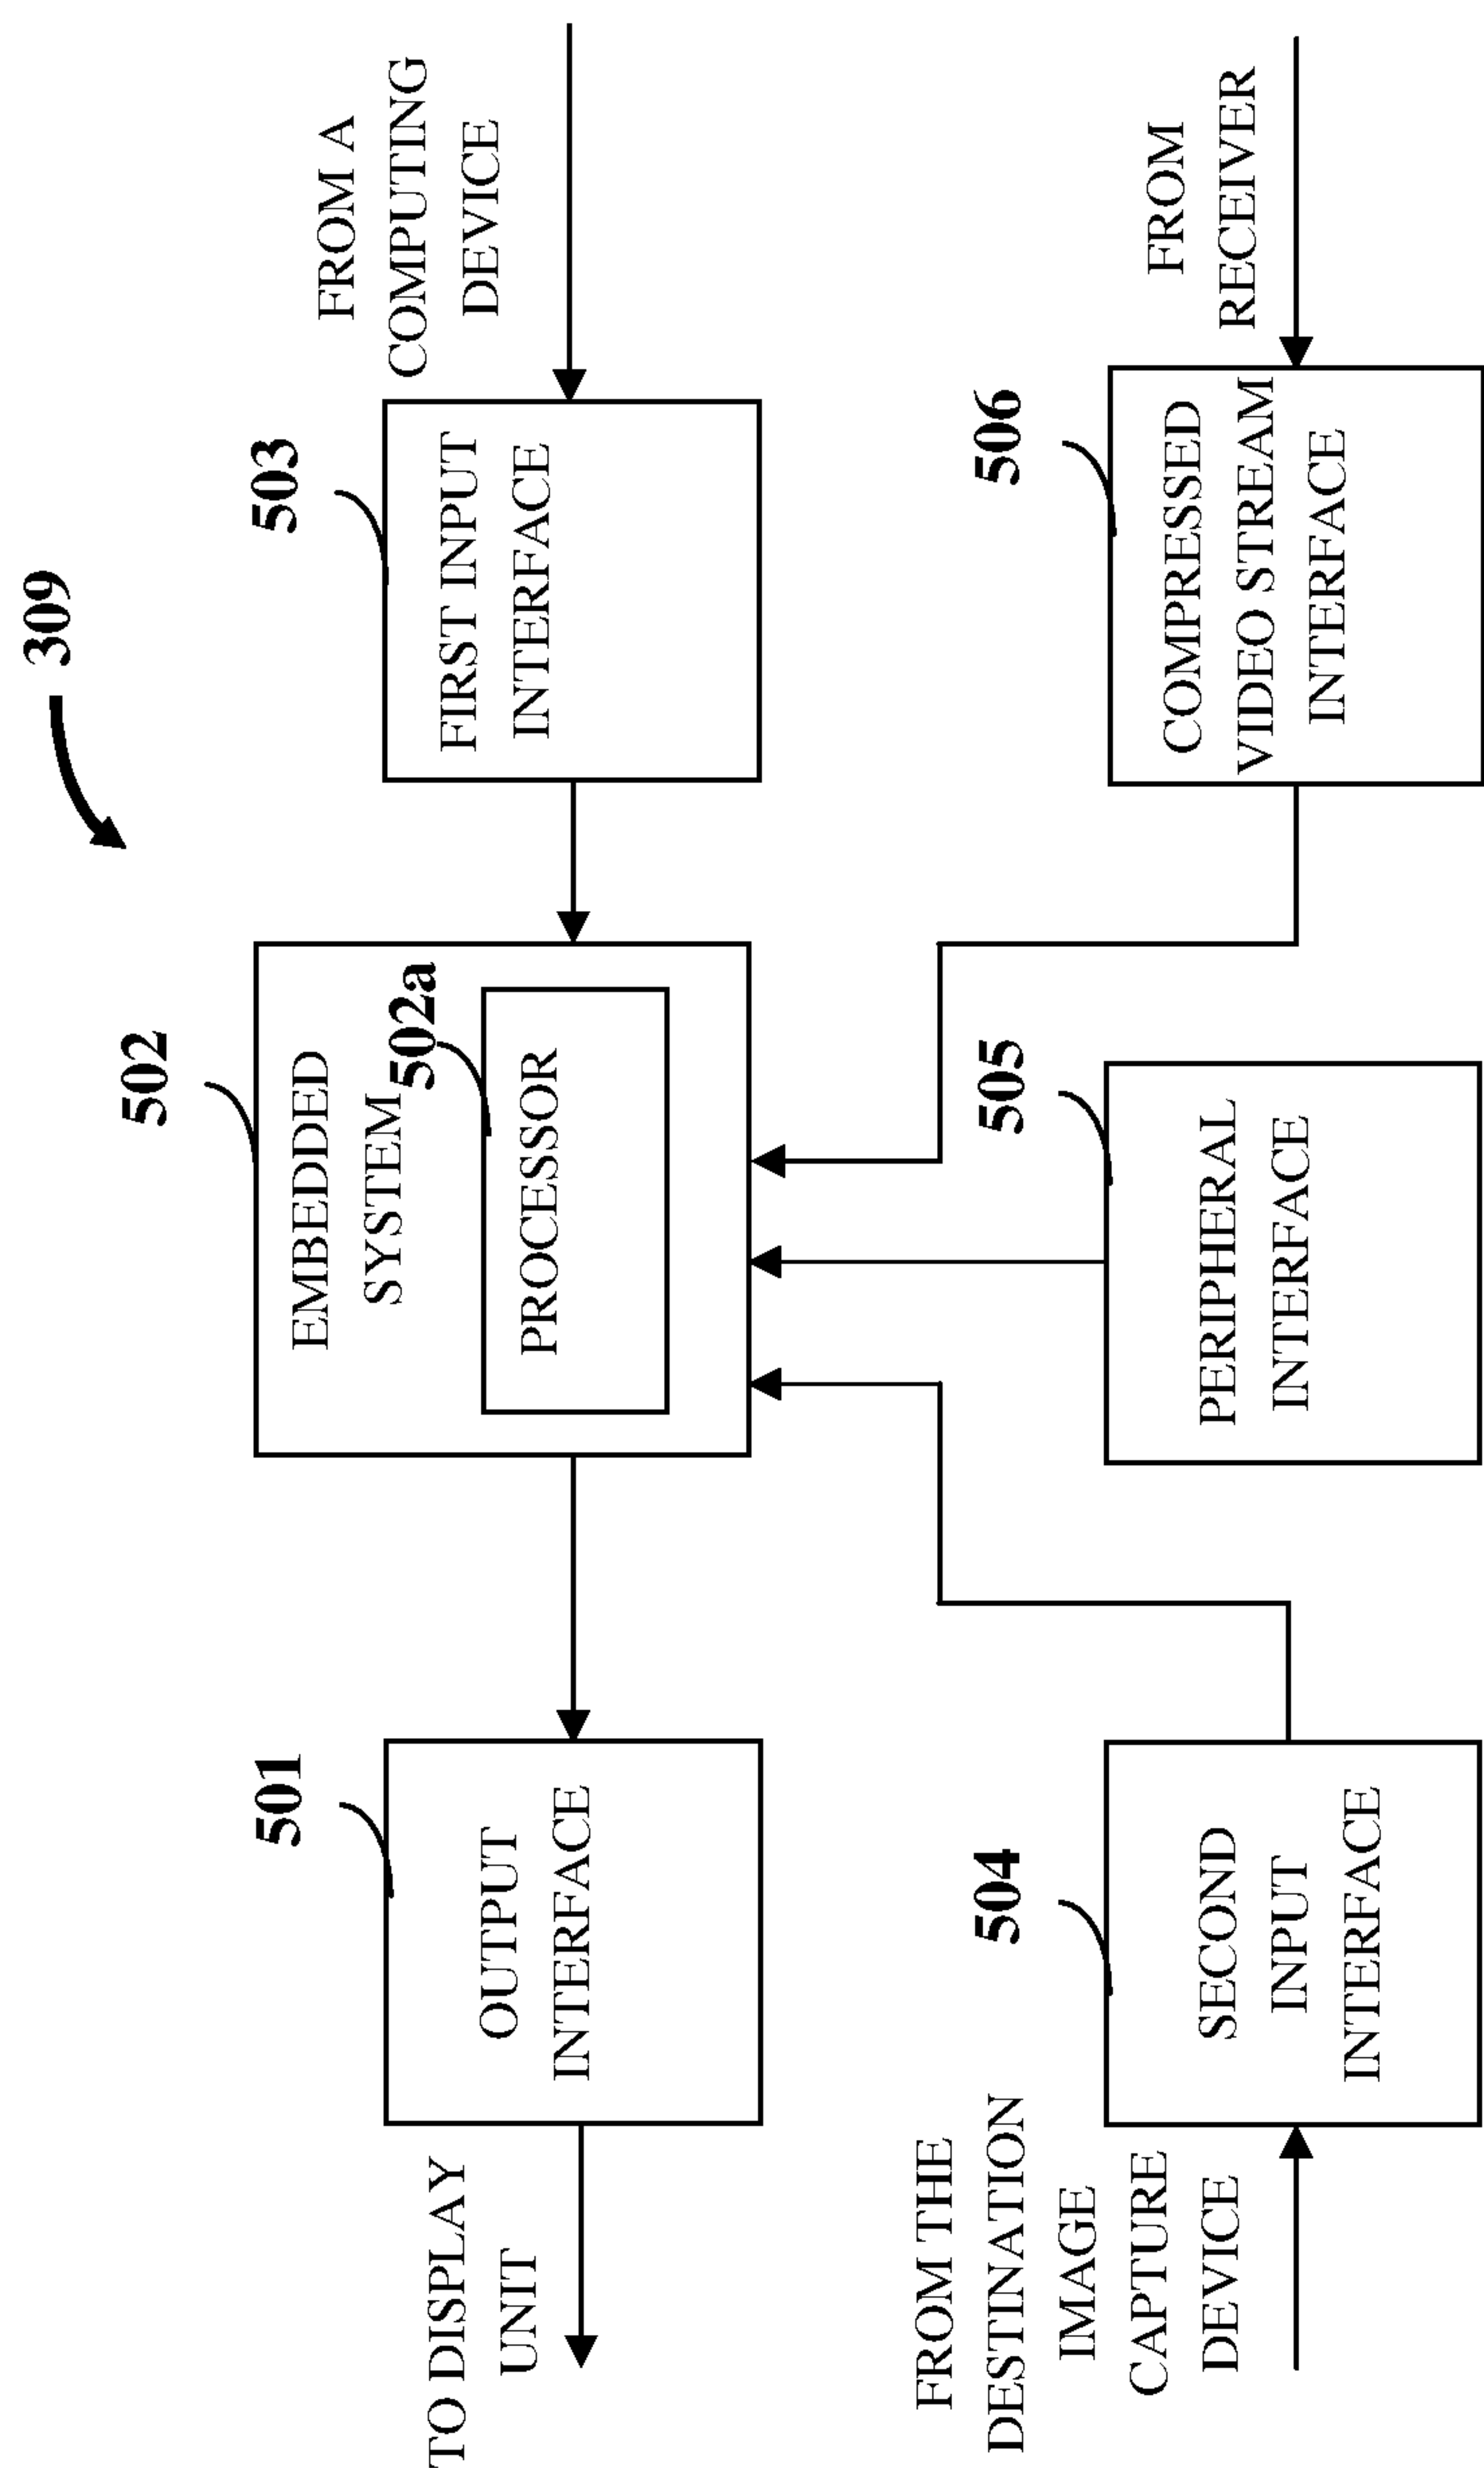 309
501
502
503
TO DISPLAY
UNIT
OUTPUT
INTERFACE
EMBEDDED
SYSTEM
502a
PROCESSOR
FIRST INPUT
INTERFACE
FROM A
COMPUTING
DEVICE
504
505
506
FROM THE
DESTINATION
IMAGE
CAPTURE
DEVICE
SECOND
INPUT
INTERFACE
PERIPHERAL
INTERFACE
COMPRESSED
VIDEO STREAM
INTERFACE
FROM
RECEIVER